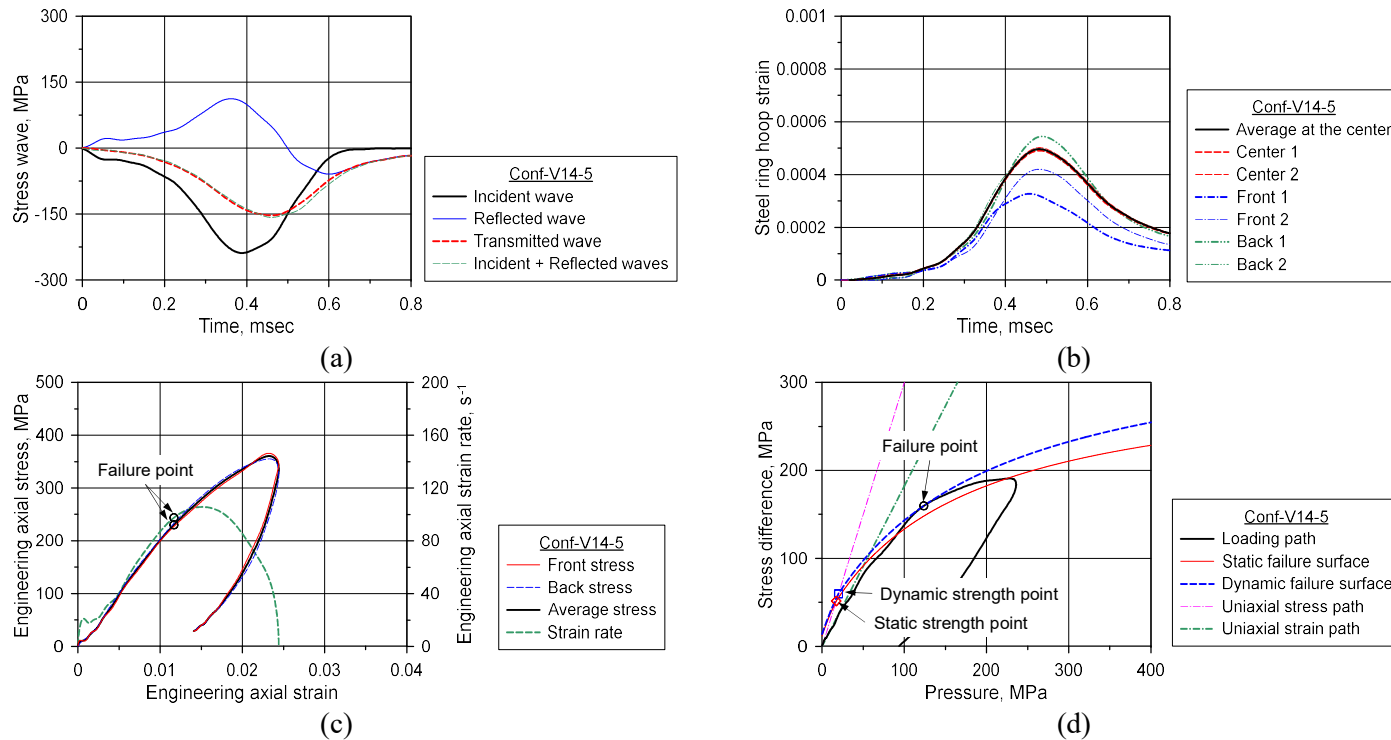 300
150
0
-150
-300
Stress wave, MPa
0 0.2 0.4 0.6 0.8
Time, msec
Conf-V14-5
Incident wave
Reflected wave
Transmitted wave
Incident + Reflected waves
(a)
0.001
0.0008
0.0006
0.0004
0.0002
0
Steel ring hoop strain
0 0.2 0.4 0.6 0.8
Time, msec
Conf-V14-5
Average at the center
Center 1
Center 2
Front 1
Front 2
Back 1
Back 2
(b)
500
400
300
200
100
0
Engineering axial stress, MPa
Failure point
200
160
120
80
40
0
Engineering axial strain rate, s⁻¹
0 0.01 0.02 0.03 0.04
Engineering axial strain
Conf-V14-5
Front stress
Back stress
Average stress
Strain rate
(c)
300
200
100
0
Stress difference, MPa
Failure point
Dynamic strength point
Static strength point
0 100 200 300 400
Pressure, MPa
Conf-V14-5
Loading path
Static failure surface
Dynamic failure surface
Uniaxial stress path
Uniaxial strain path
(d)